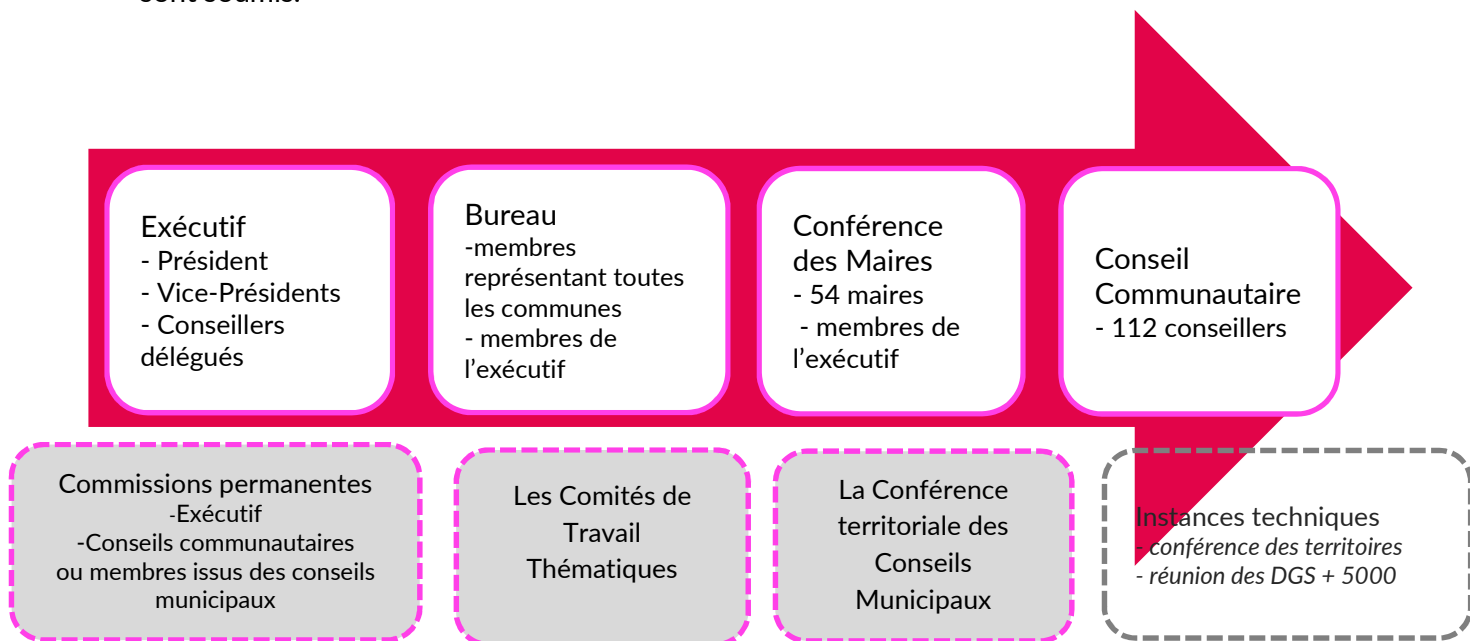 sont soumis.
Exécutif
- Président
- Vice-Présidents
- Conseillers
délégués
Bureau
-membres
représentant toutes
les communes
- membres de
l’exécutif
Conférence
des Maires
- 54 maires
- membres de
l’exécutif
Conseil
Communautaire
- 112 conseillers
Commissions permanentes
-Exécutif
-Conseils communautaires
ou membres issus des conseils
municipaux
Les Comités de
Travail
Thématiques
La Conférence
territoriale des
Conseils
Municipaux
Instances techniques
- conférence des territoires
- réunion des DGS + 5000